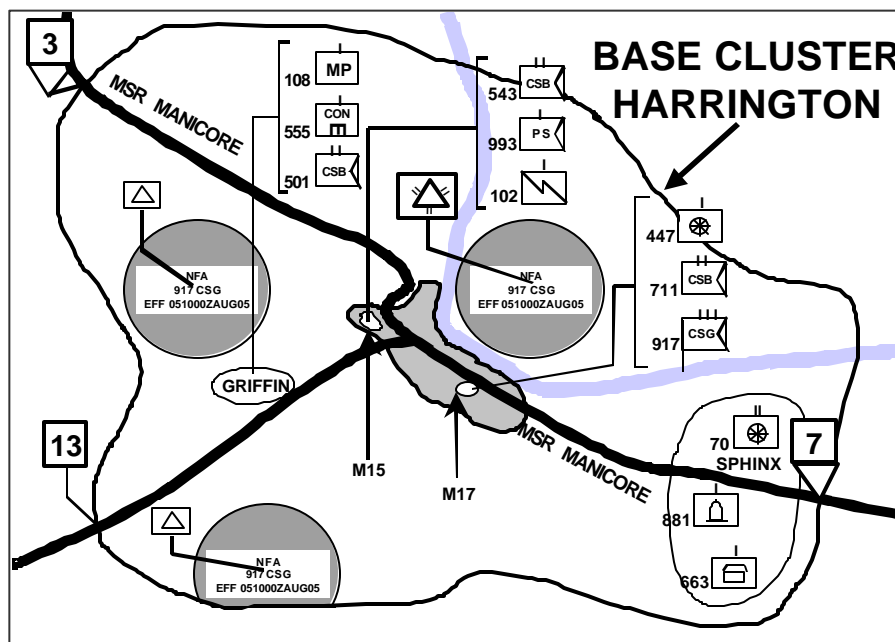 3
MSR MANICORE
108 MP
555 CON
501 CSB
543 CSB
993 PS
102
BASE CLUSTER
HARRINGTON
447
711 CSB
917 CSG
NFA
917 CSG
EFF 051000ZAUG05
NFA
917 CSG
EFF 051000ZAUG05
GRIFFIN
13
M15
M17
MSR MANICORE
70
SPHINX
7
881
663
NFA
917 CSG
EFF 051000ZAUG05